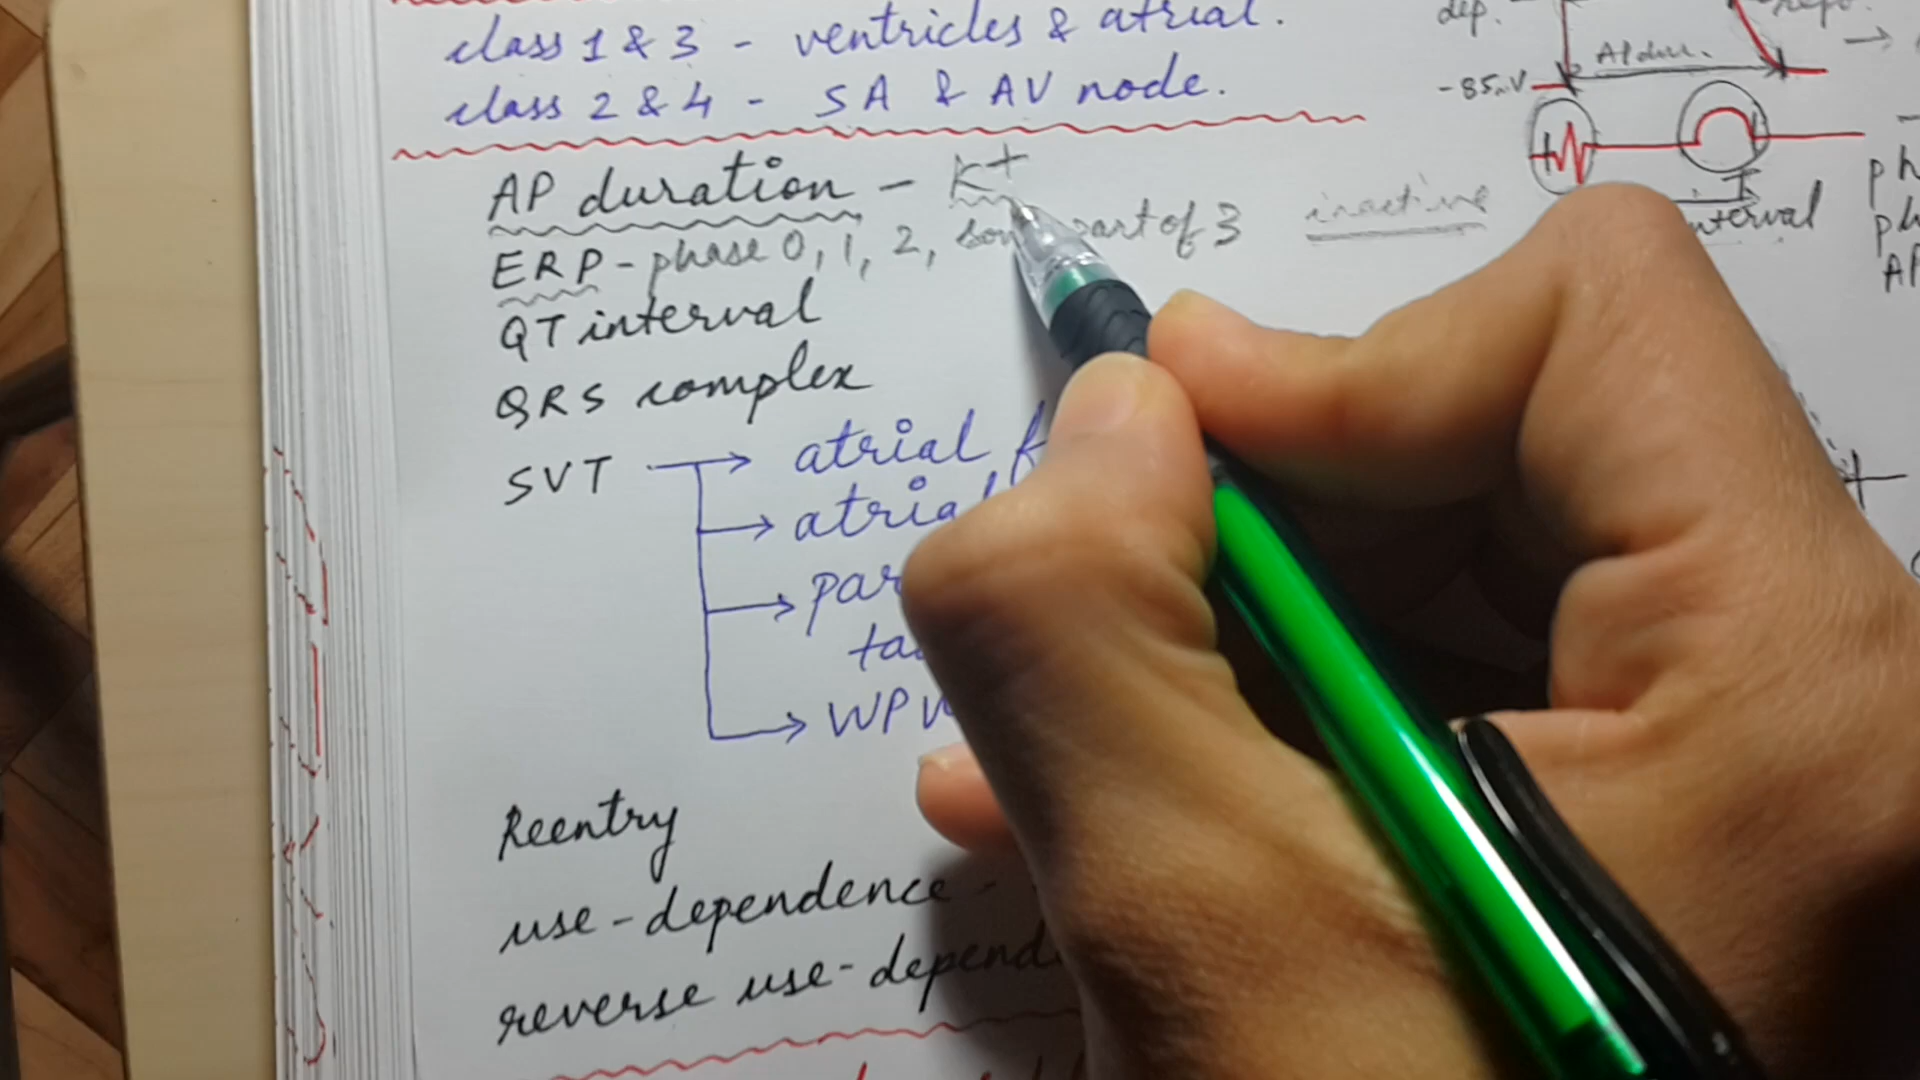 class 1 & 3 - ventricles & atrial.
class 2 & 4 - SA & AV node.
AP duration - K+
ERP - phase 0, 1, 2, part of 3
inactive
QT interval
QRS complex
SVT
atrial
WPW
Reentry
use-dependence -
reverse use-
dep.
repo.
AP dur.
-85mV
interval